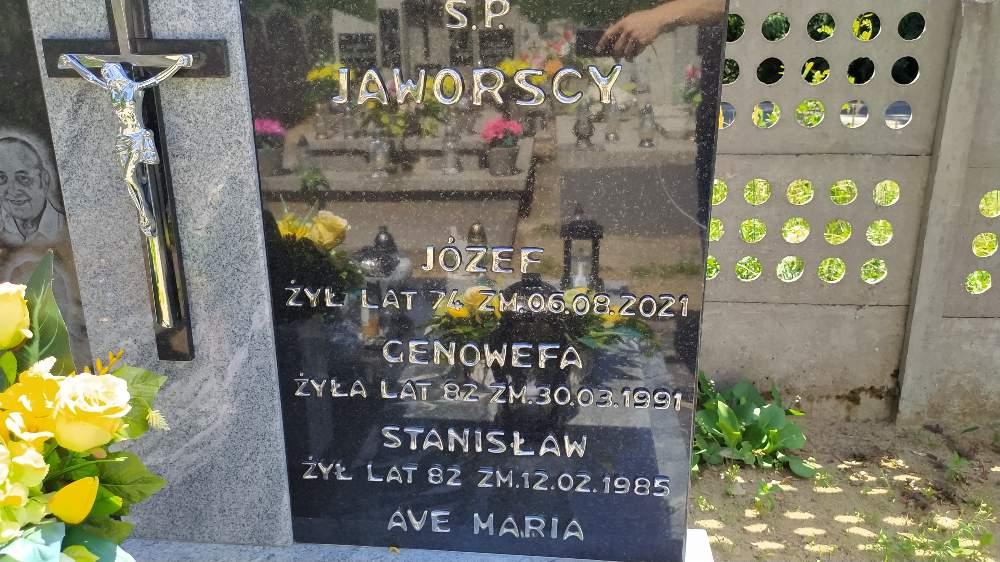 Ś.P.
JAWORSCY
JÓZEF
ŻYŁ LAT 74 ZM.06.08.2021
GENOWEFA
ŻYŁA LAT 82 ZM.30.03.1991
STANISŁAW
ŻYŁ LAT 82 ZM.12.02.1985
AVE MARIA